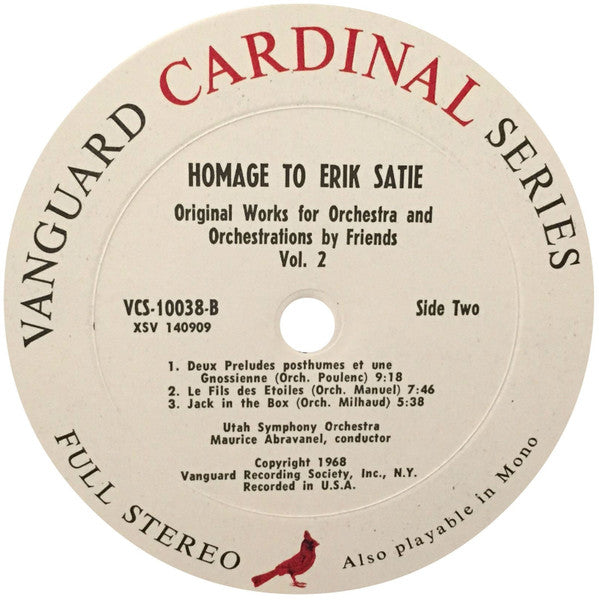 VANGUARD CARDINAL SERIES
HOMAGE TO ERIK SATIE
Original Works for Orchestra and
Orchestrations by Friends
Vol. 2
VCS-10038-B
XSV 140909
Side Two
1. Deux Preludes posthumes et une
Gnossienne (Orch. Poulenc) 9:18
2. Le Fils des Etoiles (Orch. Manuel) 7:46
3. Jack in the Box (Orch. Milhaud) 5:38
Utah Symphony Orchestra
Maurice Abravanel, conductor
Copyright 1968
Vanguard Recording Society, Inc., N.Y.
Recorded in U.S.A.
FULL STEREO
Also playable in Mono